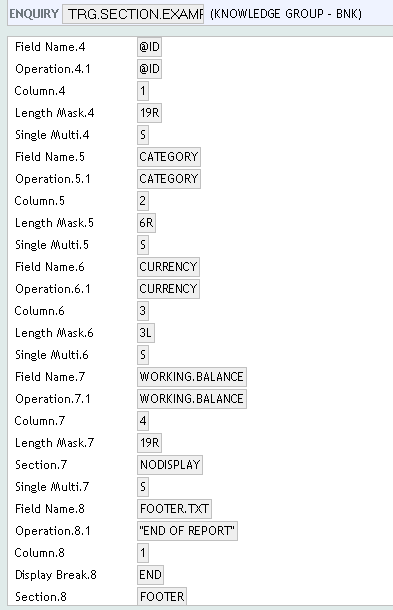 ENQUIRY TRG.SECTION.EXAMP (KNOWLEDGE GROUP - BNK)
Field Name.4 @ID
Operation.4.1 @ID
Column.4 1
Length Mask.4 19R
Single Multi.4 S
Field Name.5 CATEGORY
Operation.5.1 CATEGORY
Column.5 2
Length Mask.5 6R
Single Multi.5 S
Field Name.6 CURRENCY
Operation.6.1 CURRENCY
Column.6 3
Length Mask.6 3L
Single Multi.6 S
Field Name.7 WORKING.BALANCE
Operation.7.1 WORKING.BALANCE
Column.7 4
Length Mask.7 19R
Section.7 NODISPLAY
Single Multi.7 S
Field Name.8 FOOTER.TXT
Operation.8.1 "END OF REPORT"
Column.8 1
Display Break.8 END
Section.8 FOOTER